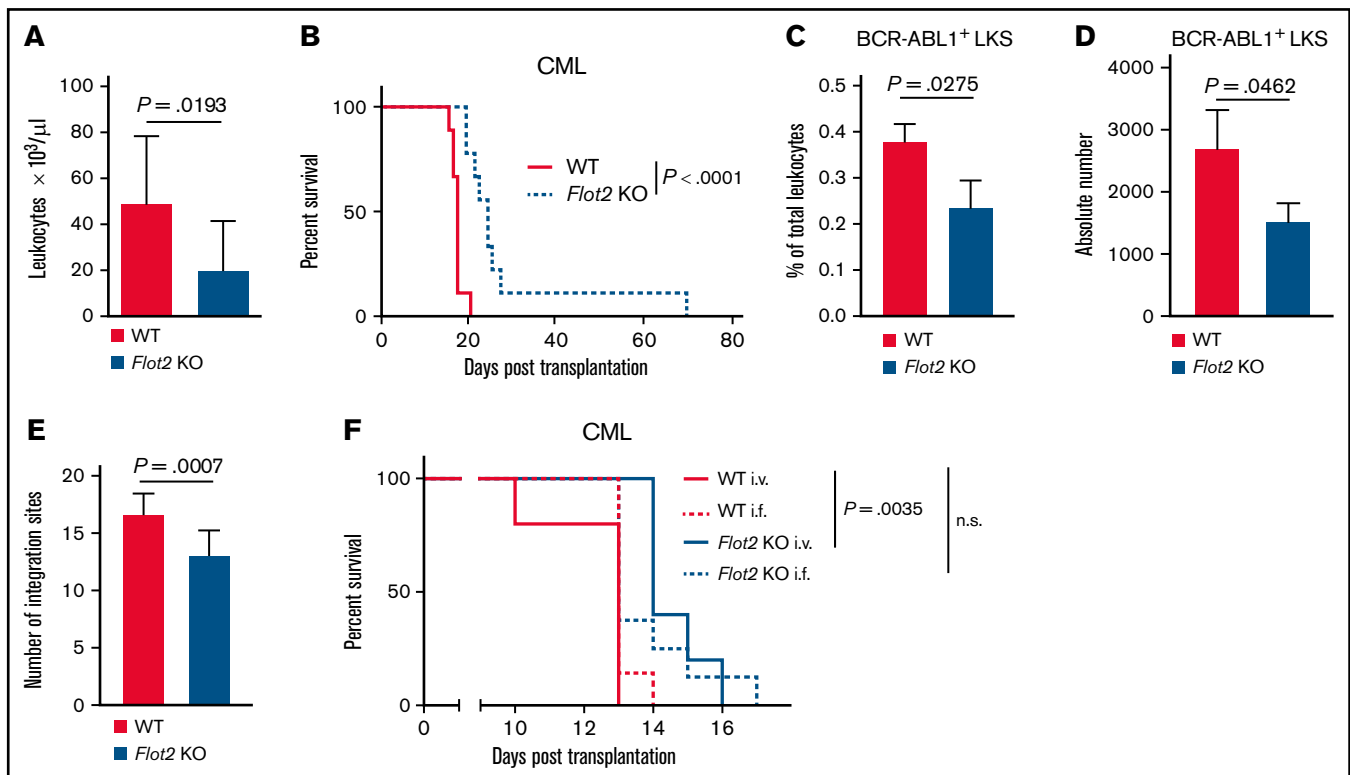 A
Leukocytes × 10³/µl
100
80
60
40
20
0
P = .0193
WT
Flot2 KO
B
CML
Percent survival
100
50
0
WT
Flot2 KO
P < .0001
0
20
40
60
80
Days post transplantation
C
BCR-ABL1⁺ LKS
% of total leukocytes
0.5
0.4
0.3
0.2
0.1
0.0
P = .0275
WT
Flot2 KO
D
BCR-ABL1⁺ LKS
Absolute number
4000
3000
2000
1000
0
P = .0462
WT
Flot2 KO
E
Number of integration sites
20
15
10
5
0
P = .0007
WT
Flot2 KO
F
CML
Percent survival
100
50
0
WT i.v.
WT i.f.
Flot2 KO i.v.
Flot2 KO i.f.
P = .0035
n.s.
0
10
12
14
16
Days post transplantation